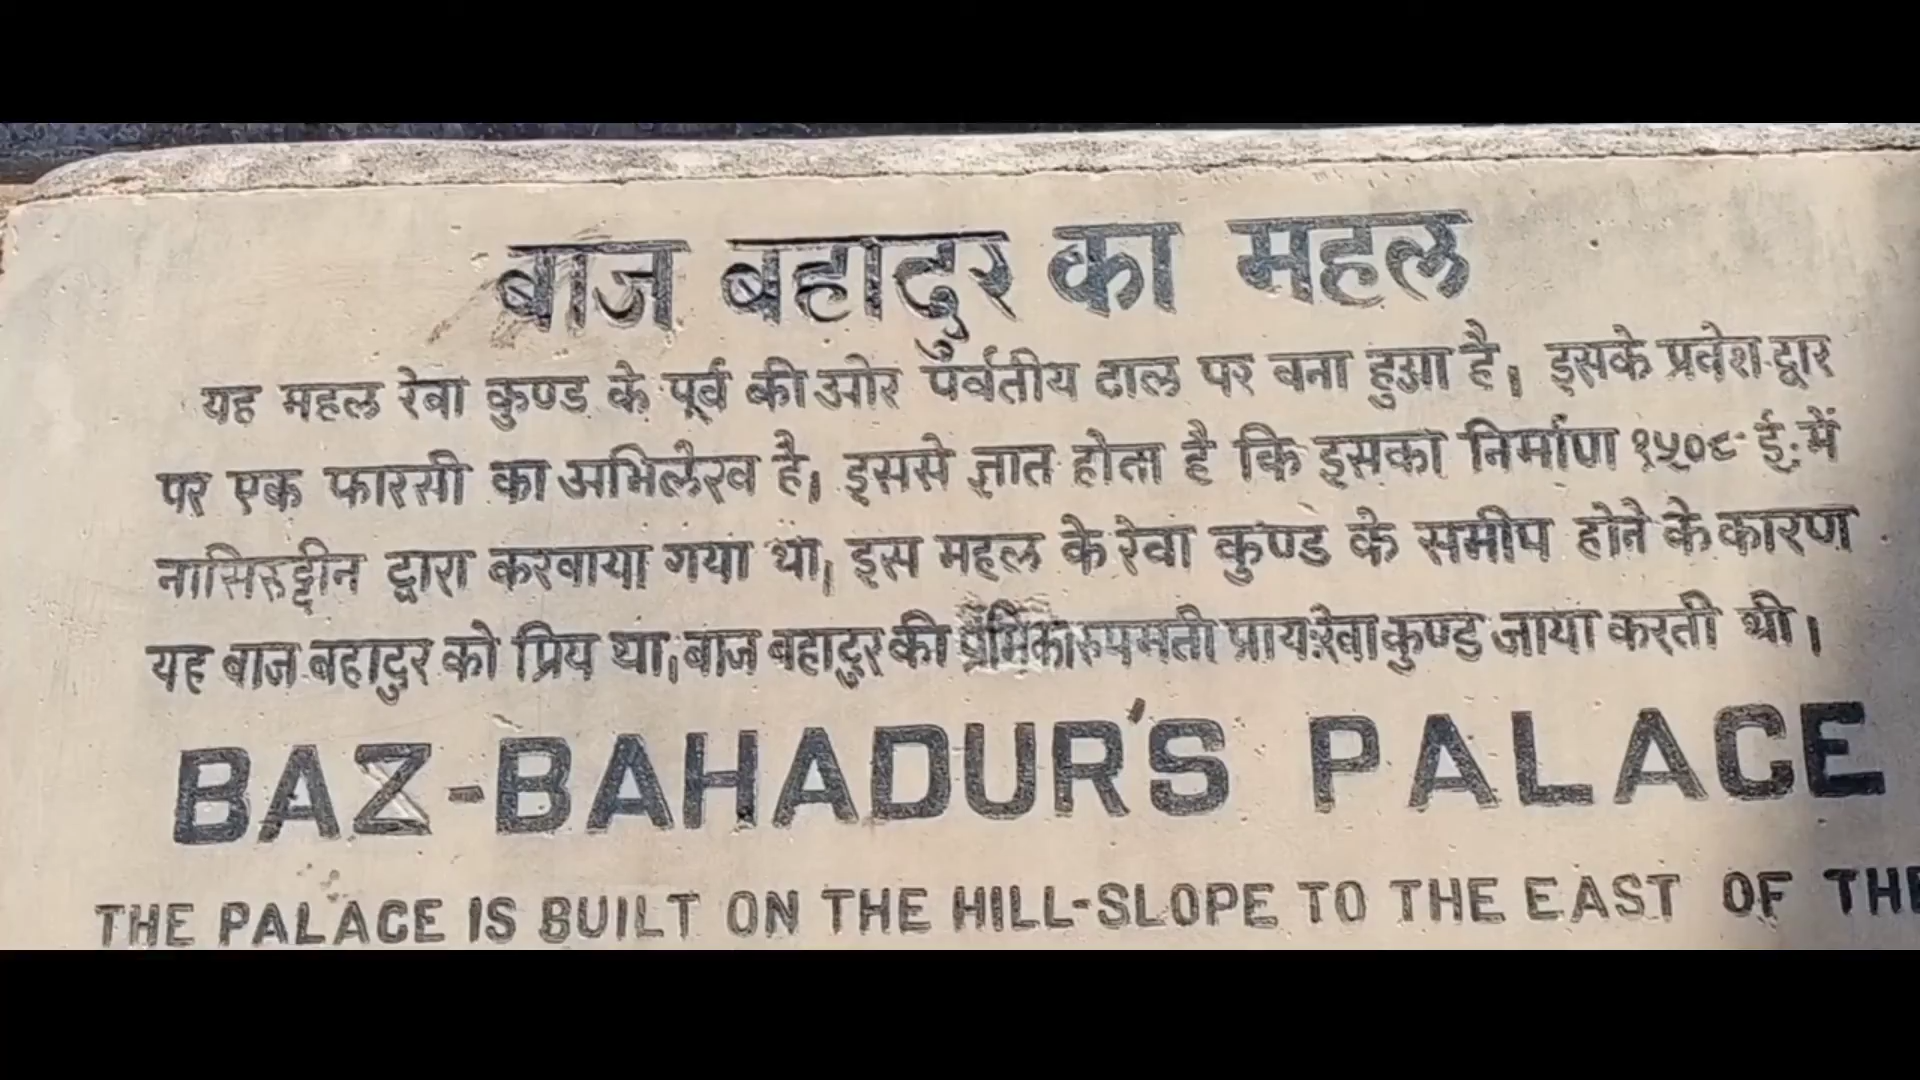 बाज बहादुर का महल
यह महल रेवा कुण्ड के पूर्व की ओर पर्वतीय ढाल पर बना हुआ है। इसके प्रवेश द्वार
पर एक फारसी का अभिलेख है। इससे ज्ञात होता है कि इसका निर्माण १५०८ ई. में
नासिरुद्दीन द्वारा करवाया गया था। इस महल के रेवा कुण्ड के समीप होने के कारण
यह बाज बहादुर को प्रिय था। बाज बहादुर की प्रेमिका रुपमती प्राय: रेवा कुण्ड जाया करती थी।
BAZ-BAHADUR'S PALACE
THE PALACE IS BUILT ON THE HILL-SLOPE TO THE EAST OF THE